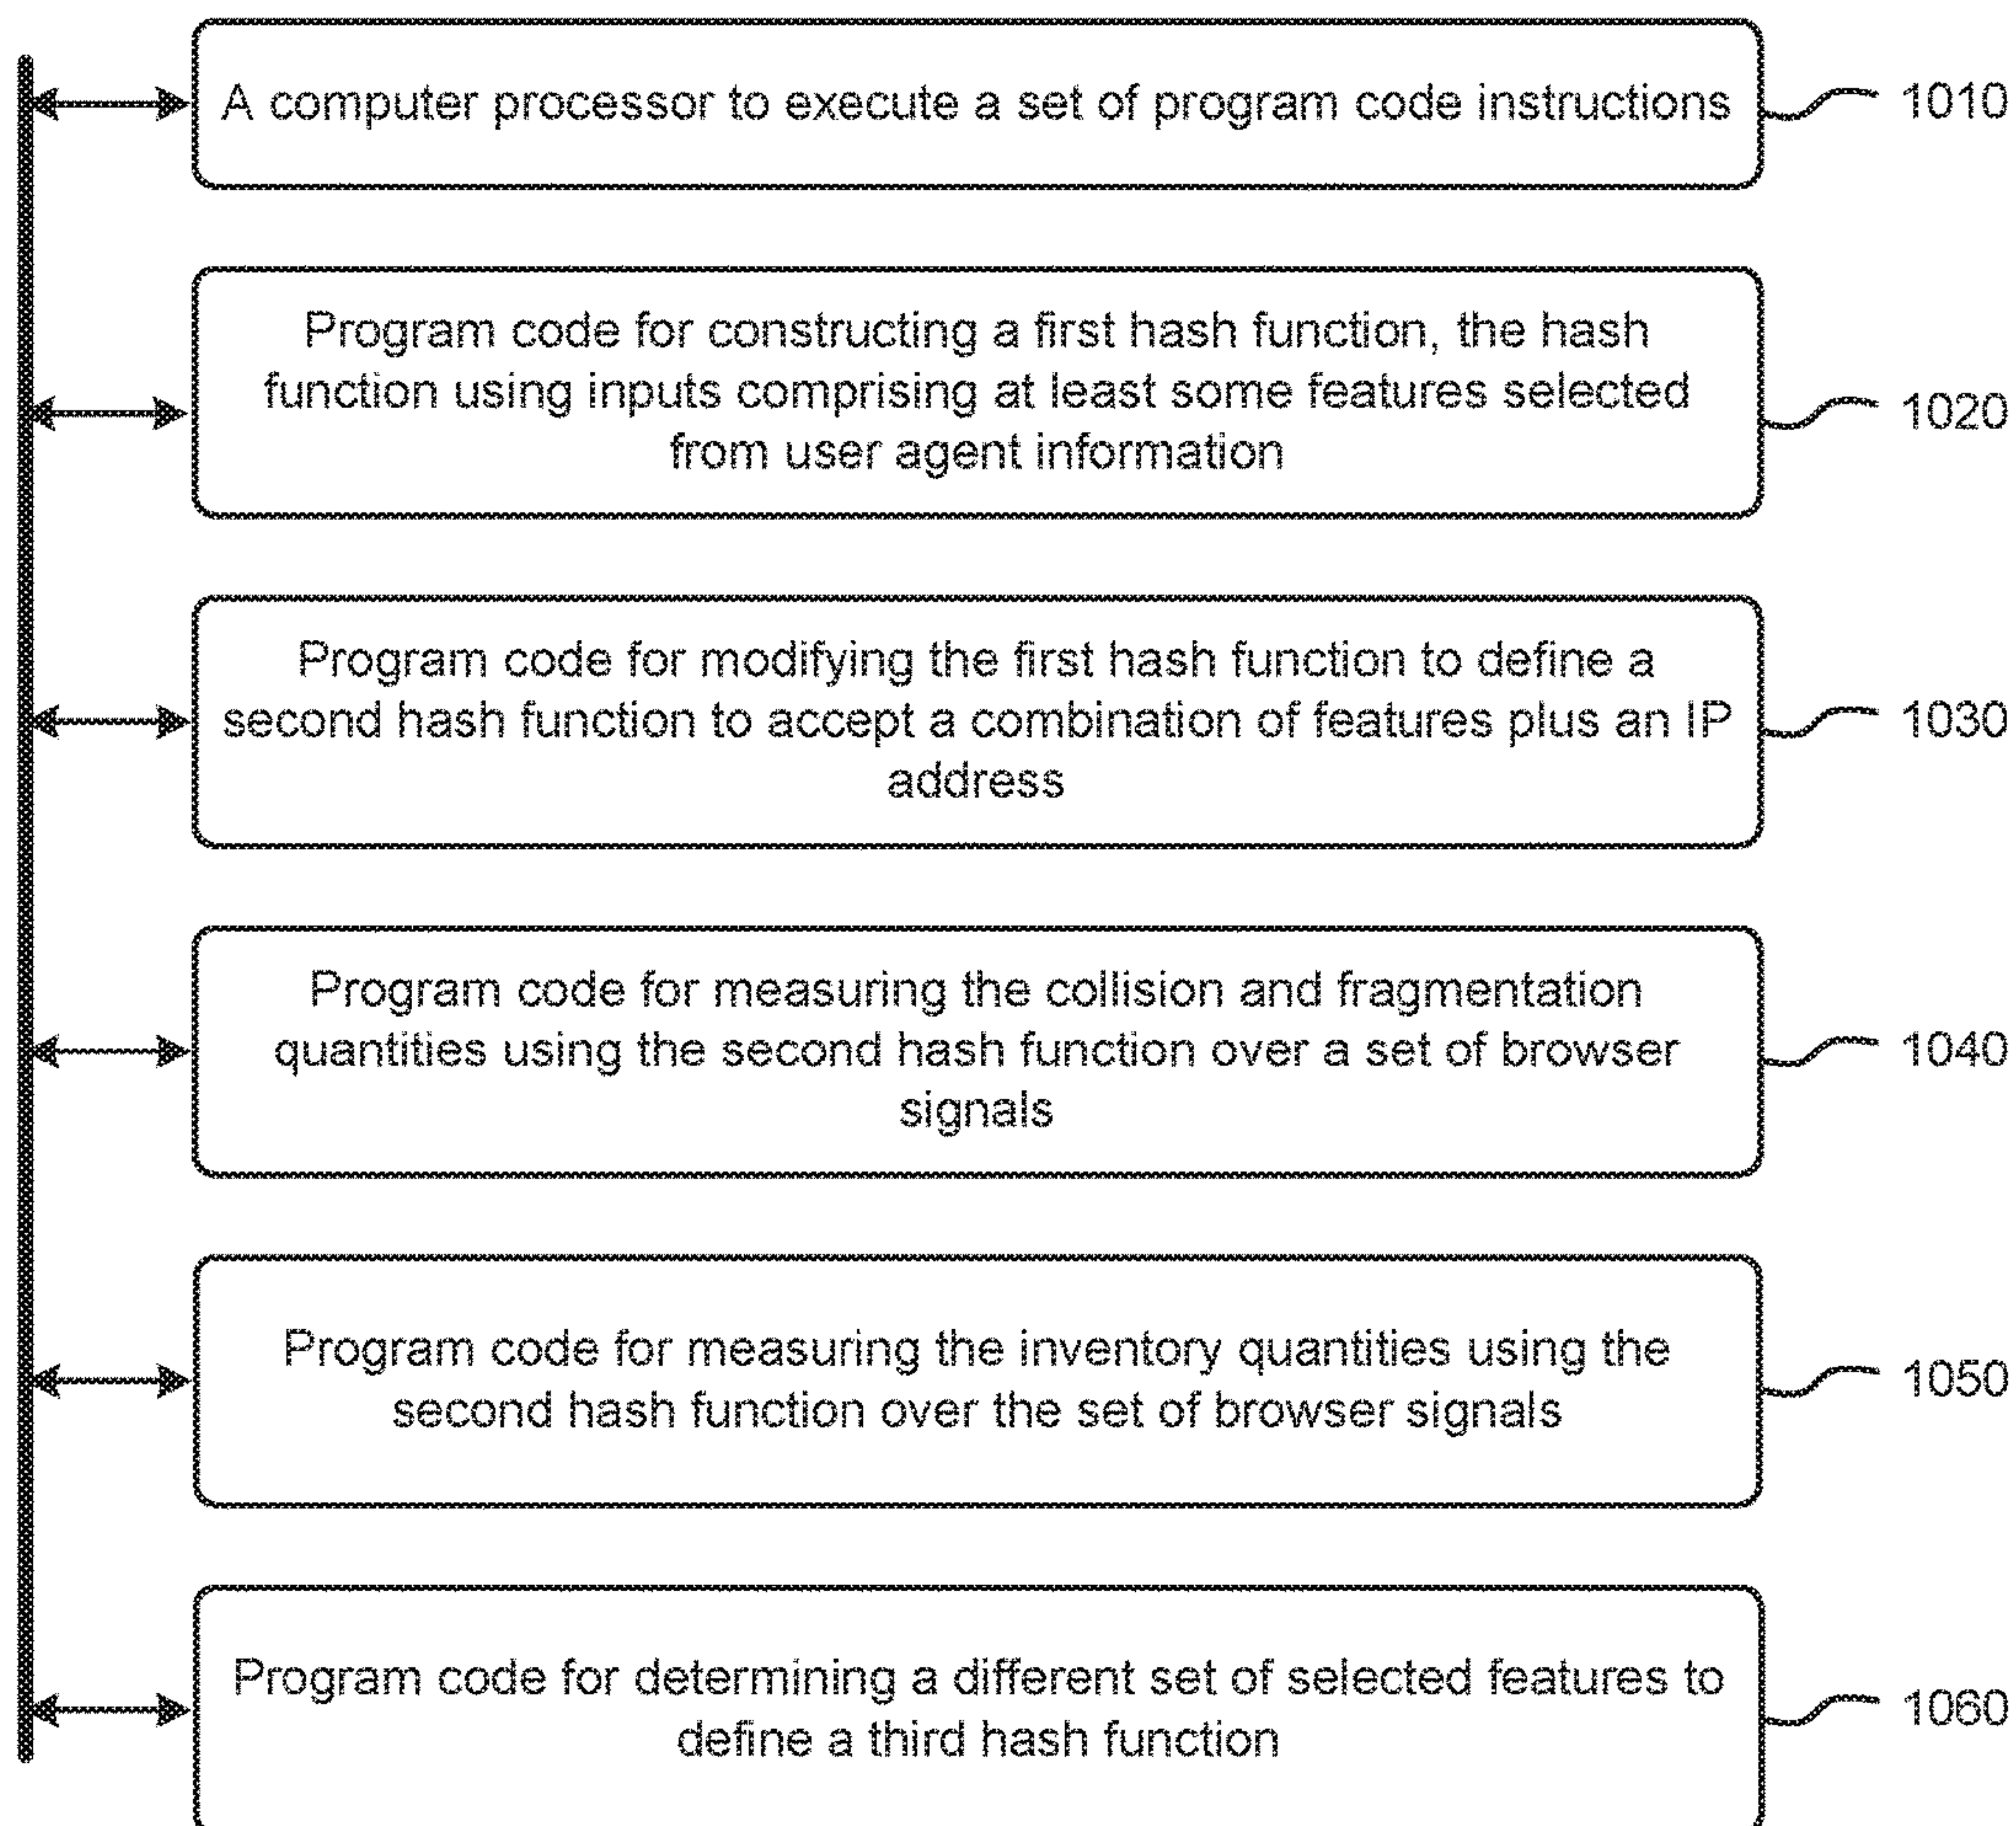 A computer processor to execute a set of program code instructions
1010
Program code for constructing a first hash function, the hash
function using inputs comprising at least some features selected
from user agent information
1020
Program code for modifying the first hash function to define a
second hash function to accept a combination of features plus an IP
address
1030
Program code for measuring the collision and fragmentation
quantities using the second hash function over a set of browser
signals
1040
Program code for measuring the inventory quantities using the
second hash function over the set of browser signals
1050
Program code for determining a different set of selected features to
define a third hash function
1060